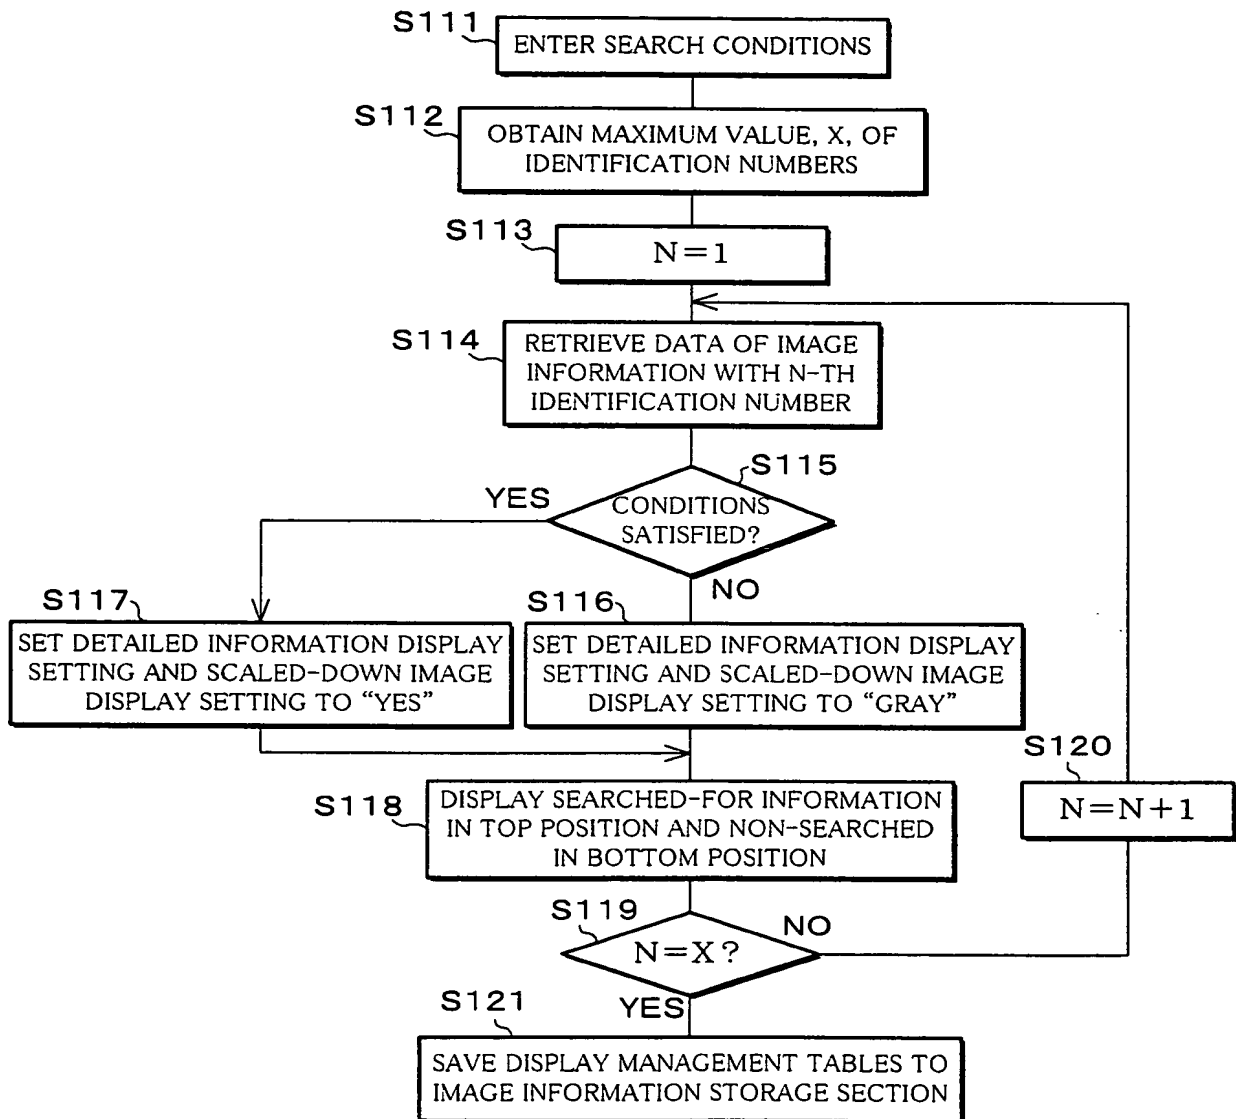 S111
ENTER SEARCH CONDITIONS
S112
OBTAIN MAXIMUM VALUE, X, OF
IDENTIFICATION NUMBERS
S113
N=1
S114
RETRIEVE DATA OF IMAGE
INFORMATION WITH N-TH
IDENTIFICATION NUMBER
S115
YES
CONDITIONS
SATISFIED?
NO
S117
SET DETAILED INFORMATION DISPLAY
SETTING AND SCALED-DOWN IMAGE
DISPLAY SETTING TO “YES”
S116
SET DETAILED INFORMATION DISPLAY
SETTING AND SCALED-DOWN IMAGE
DISPLAY SETTING TO “GRAY”
S120
N=N+1
S118
DISPLAY SEARCHED-FOR INFORMATION
IN TOP POSITION AND NON-SEARCHED
IN BOTTOM POSITION
S119
N=X?
NO
YES
S121
SAVE DISPLAY MANAGEMENT TABLES TO
IMAGE INFORMATION STORAGE SECTION